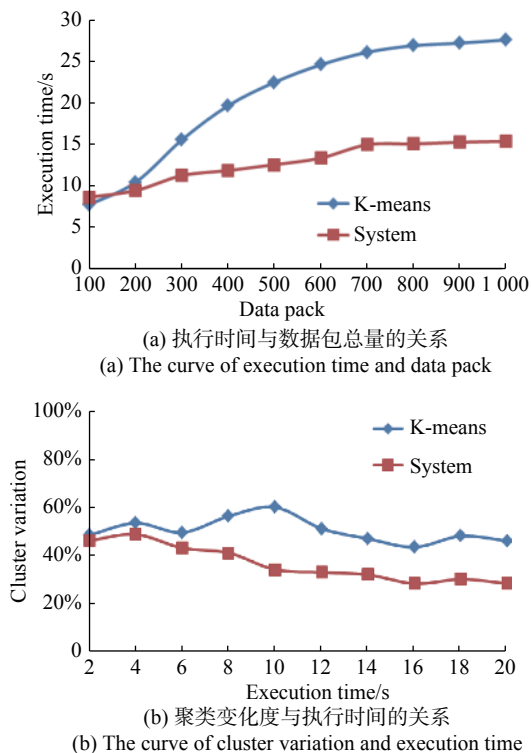 30
25
20
15
10
5
0
Execution time/s
K-means
System
100 200 300 400 500 600 700 800 900 1 000
Data pack
(a) 执行时间与数据包总量的关系
(a) The curve of execution time and data pack
100%
80%
60%
40%
20%
0
Cluster variation
K-means
System
2 4 6 8 10 12 14 16 18 20
Execution time/s
(b) 聚类变化度与执行时间的关系
(b) The curve of cluster variation and execution time